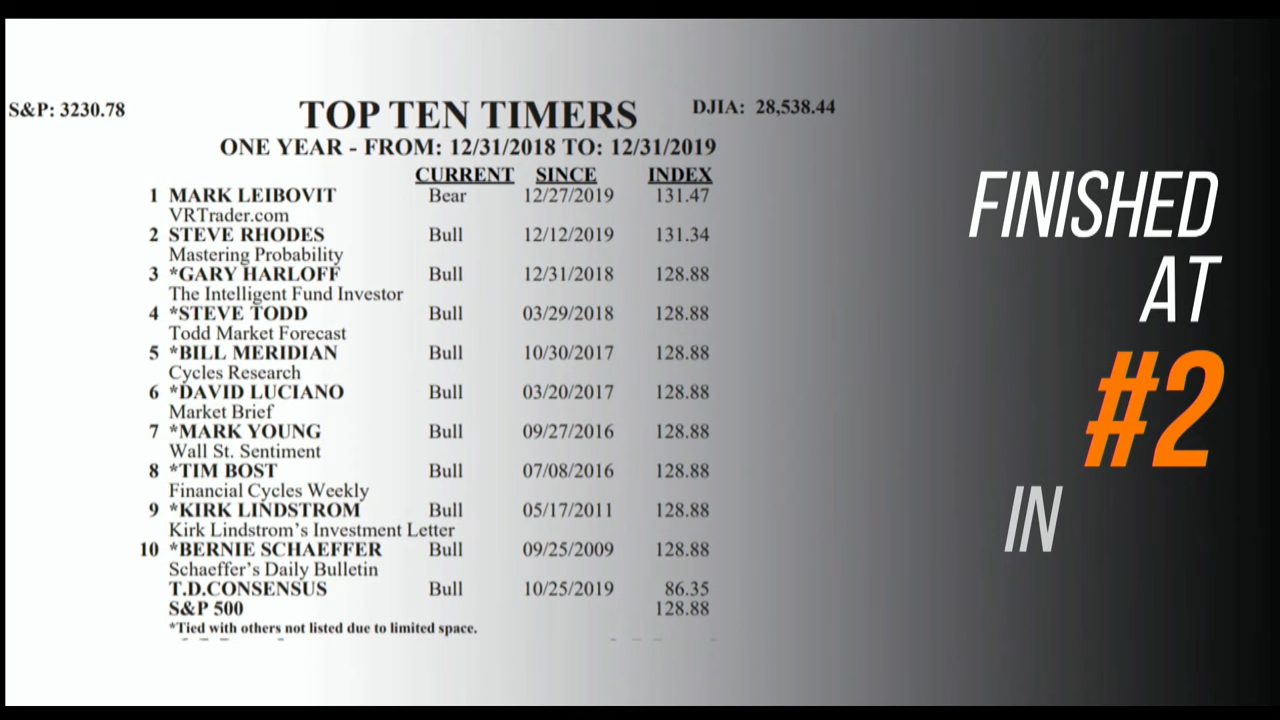 S&P: 3230.78
TOP TEN TIMERS
DJIA: 28,538.44
ONE YEAR - FROM: 12/31/2018 TO: 12/31/2019
CURRENT SINCE INDEX
1 MARK LEIBOVIT Bear 12/27/2019 131.47
VRTrader.com
2 STEVE RHODES Bull 12/12/2019 131.34
Mastering Probability
3 *GARY HARLOFF Bull 12/31/2018 128.88
The Intelligent Fund Investor
4 *STEVE TODD Bull 03/29/2018 128.88
Todd Market Forecast
5 *BILL MERIDIAN Bull 10/30/2017 128.88
Cycles Research
6 *DAVID LUCIANO Bull 03/20/2017 128.88
Market Brief
7 *MARK YOUNG Bull 09/27/2016 128.88
Wall St. Sentiment
8 *TIM BOST Bull 07/08/2016 128.88
Financial Cycles Weekly
9 *KIRK LINDSTROM Bull 05/17/2011 128.88
Kirk Lindstrom's Investment Letter
10 *BERNIE SCHAEFFER Bull 09/25/2009 128.88
Schaeffer's Daily Bulletin
T.D.CONSENSUS Bull 10/25/2019 86.35
S&P 500 128.88
*Tied with others not listed due to limited space.
FINISHED
AT
#2
IN